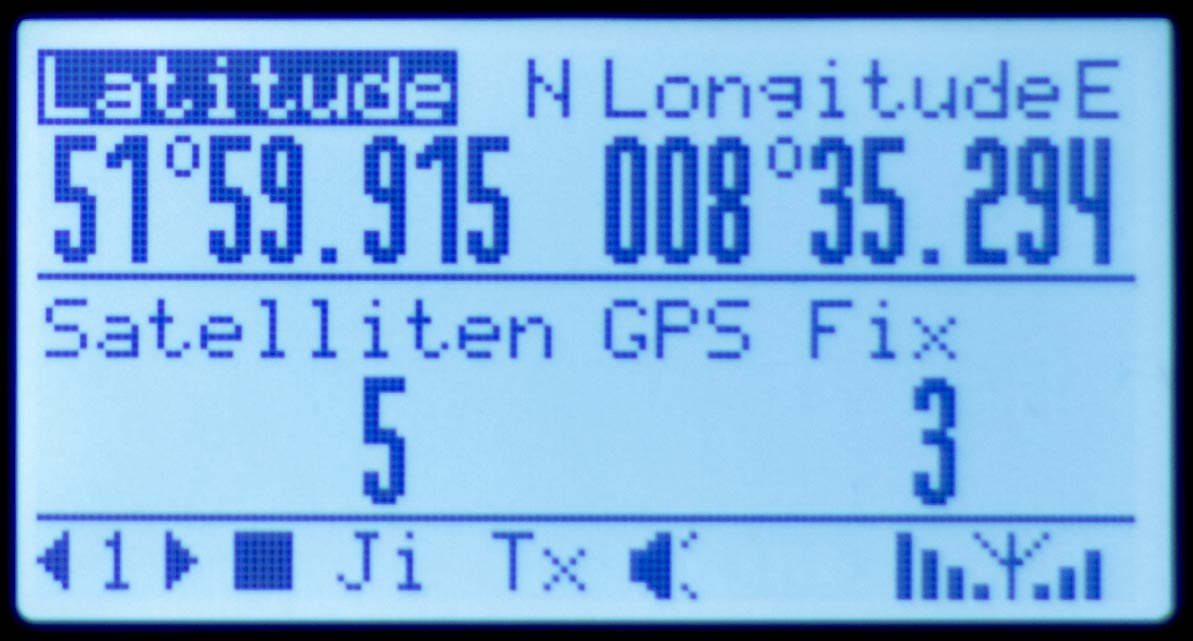 Latitude N Longitude E
51°59.915 008°35.294
Satelliten GPS Fix
5 3
1 Ji Tx